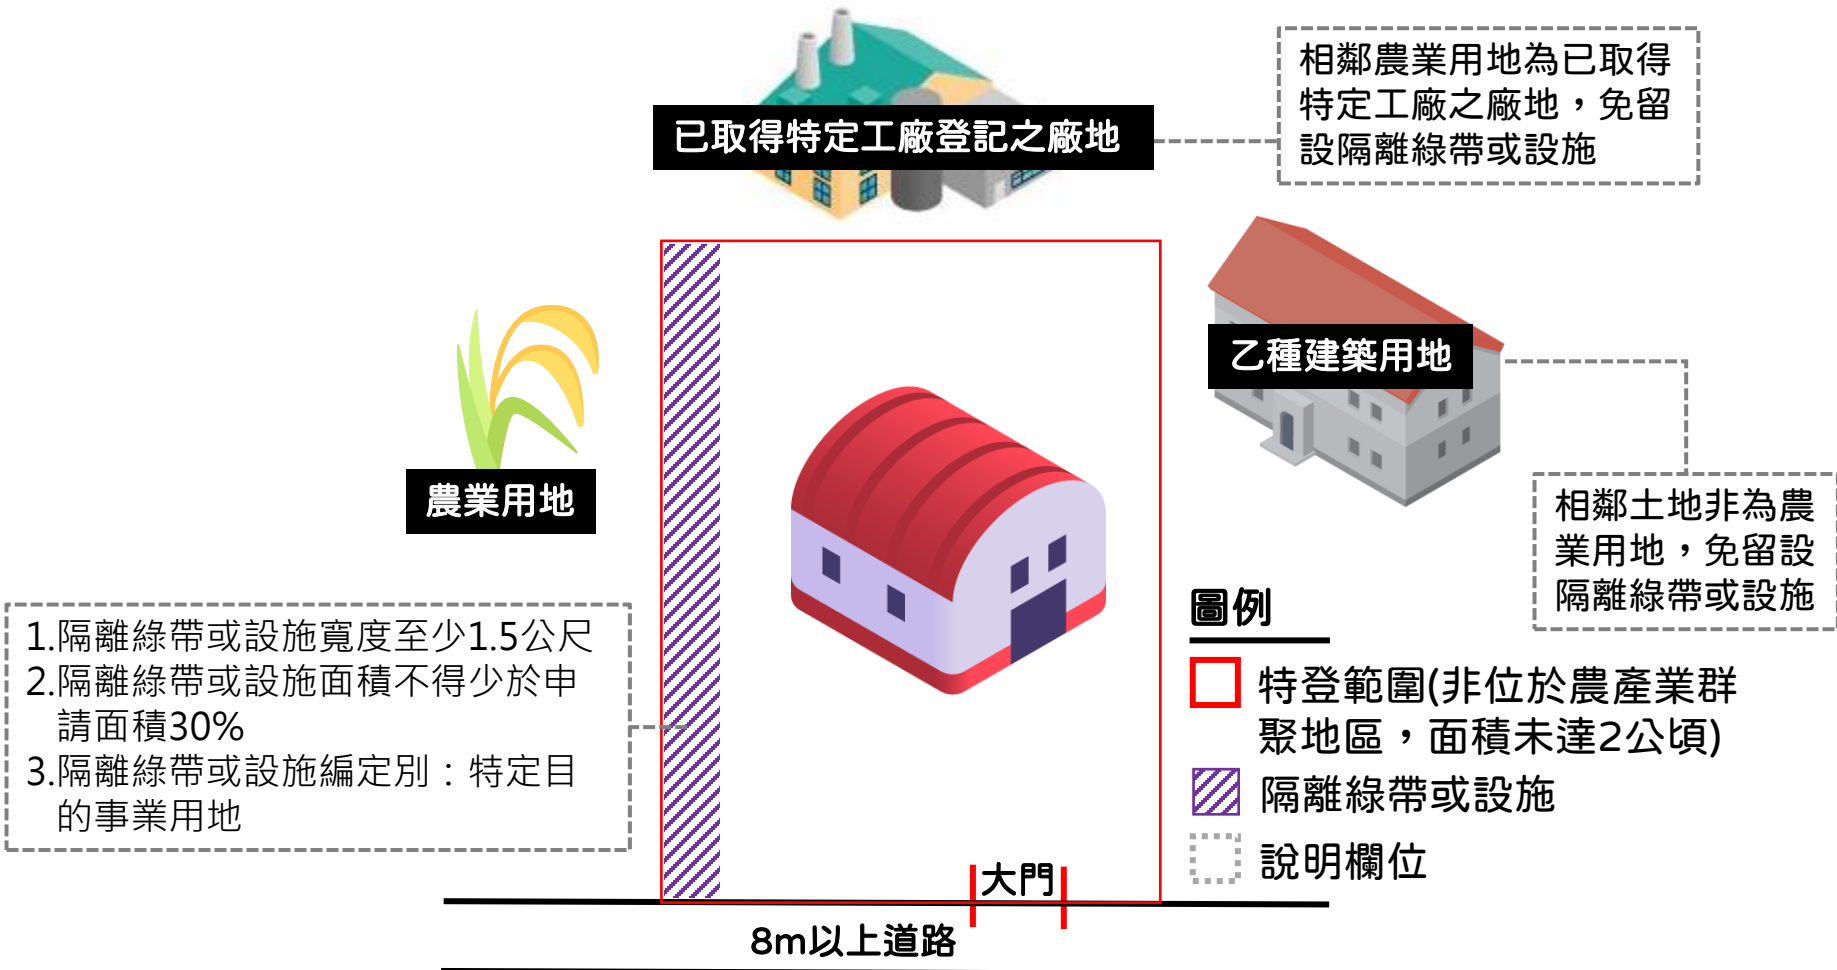 已取得特定工廠登記之廠地
相鄰農業用地為已取得
特定工廠之廠地，免留
設隔離綠帶或設施
乙種建築用地
相鄰土地非為農
業用地，免留設
隔離綠帶或設施
農業用地
1.隔離綠帶或設施寬度至少1.5公尺
2.隔離綠帶或設施面積不得少於申
請面積30%
3.隔離綠帶或設施編定別：特定目
的事業用地
圖例
特登範圍(非位於農產業群
聚地區，面積未達2公頃)
隔離綠帶或設施
說明欄位
大門
8m以上道路